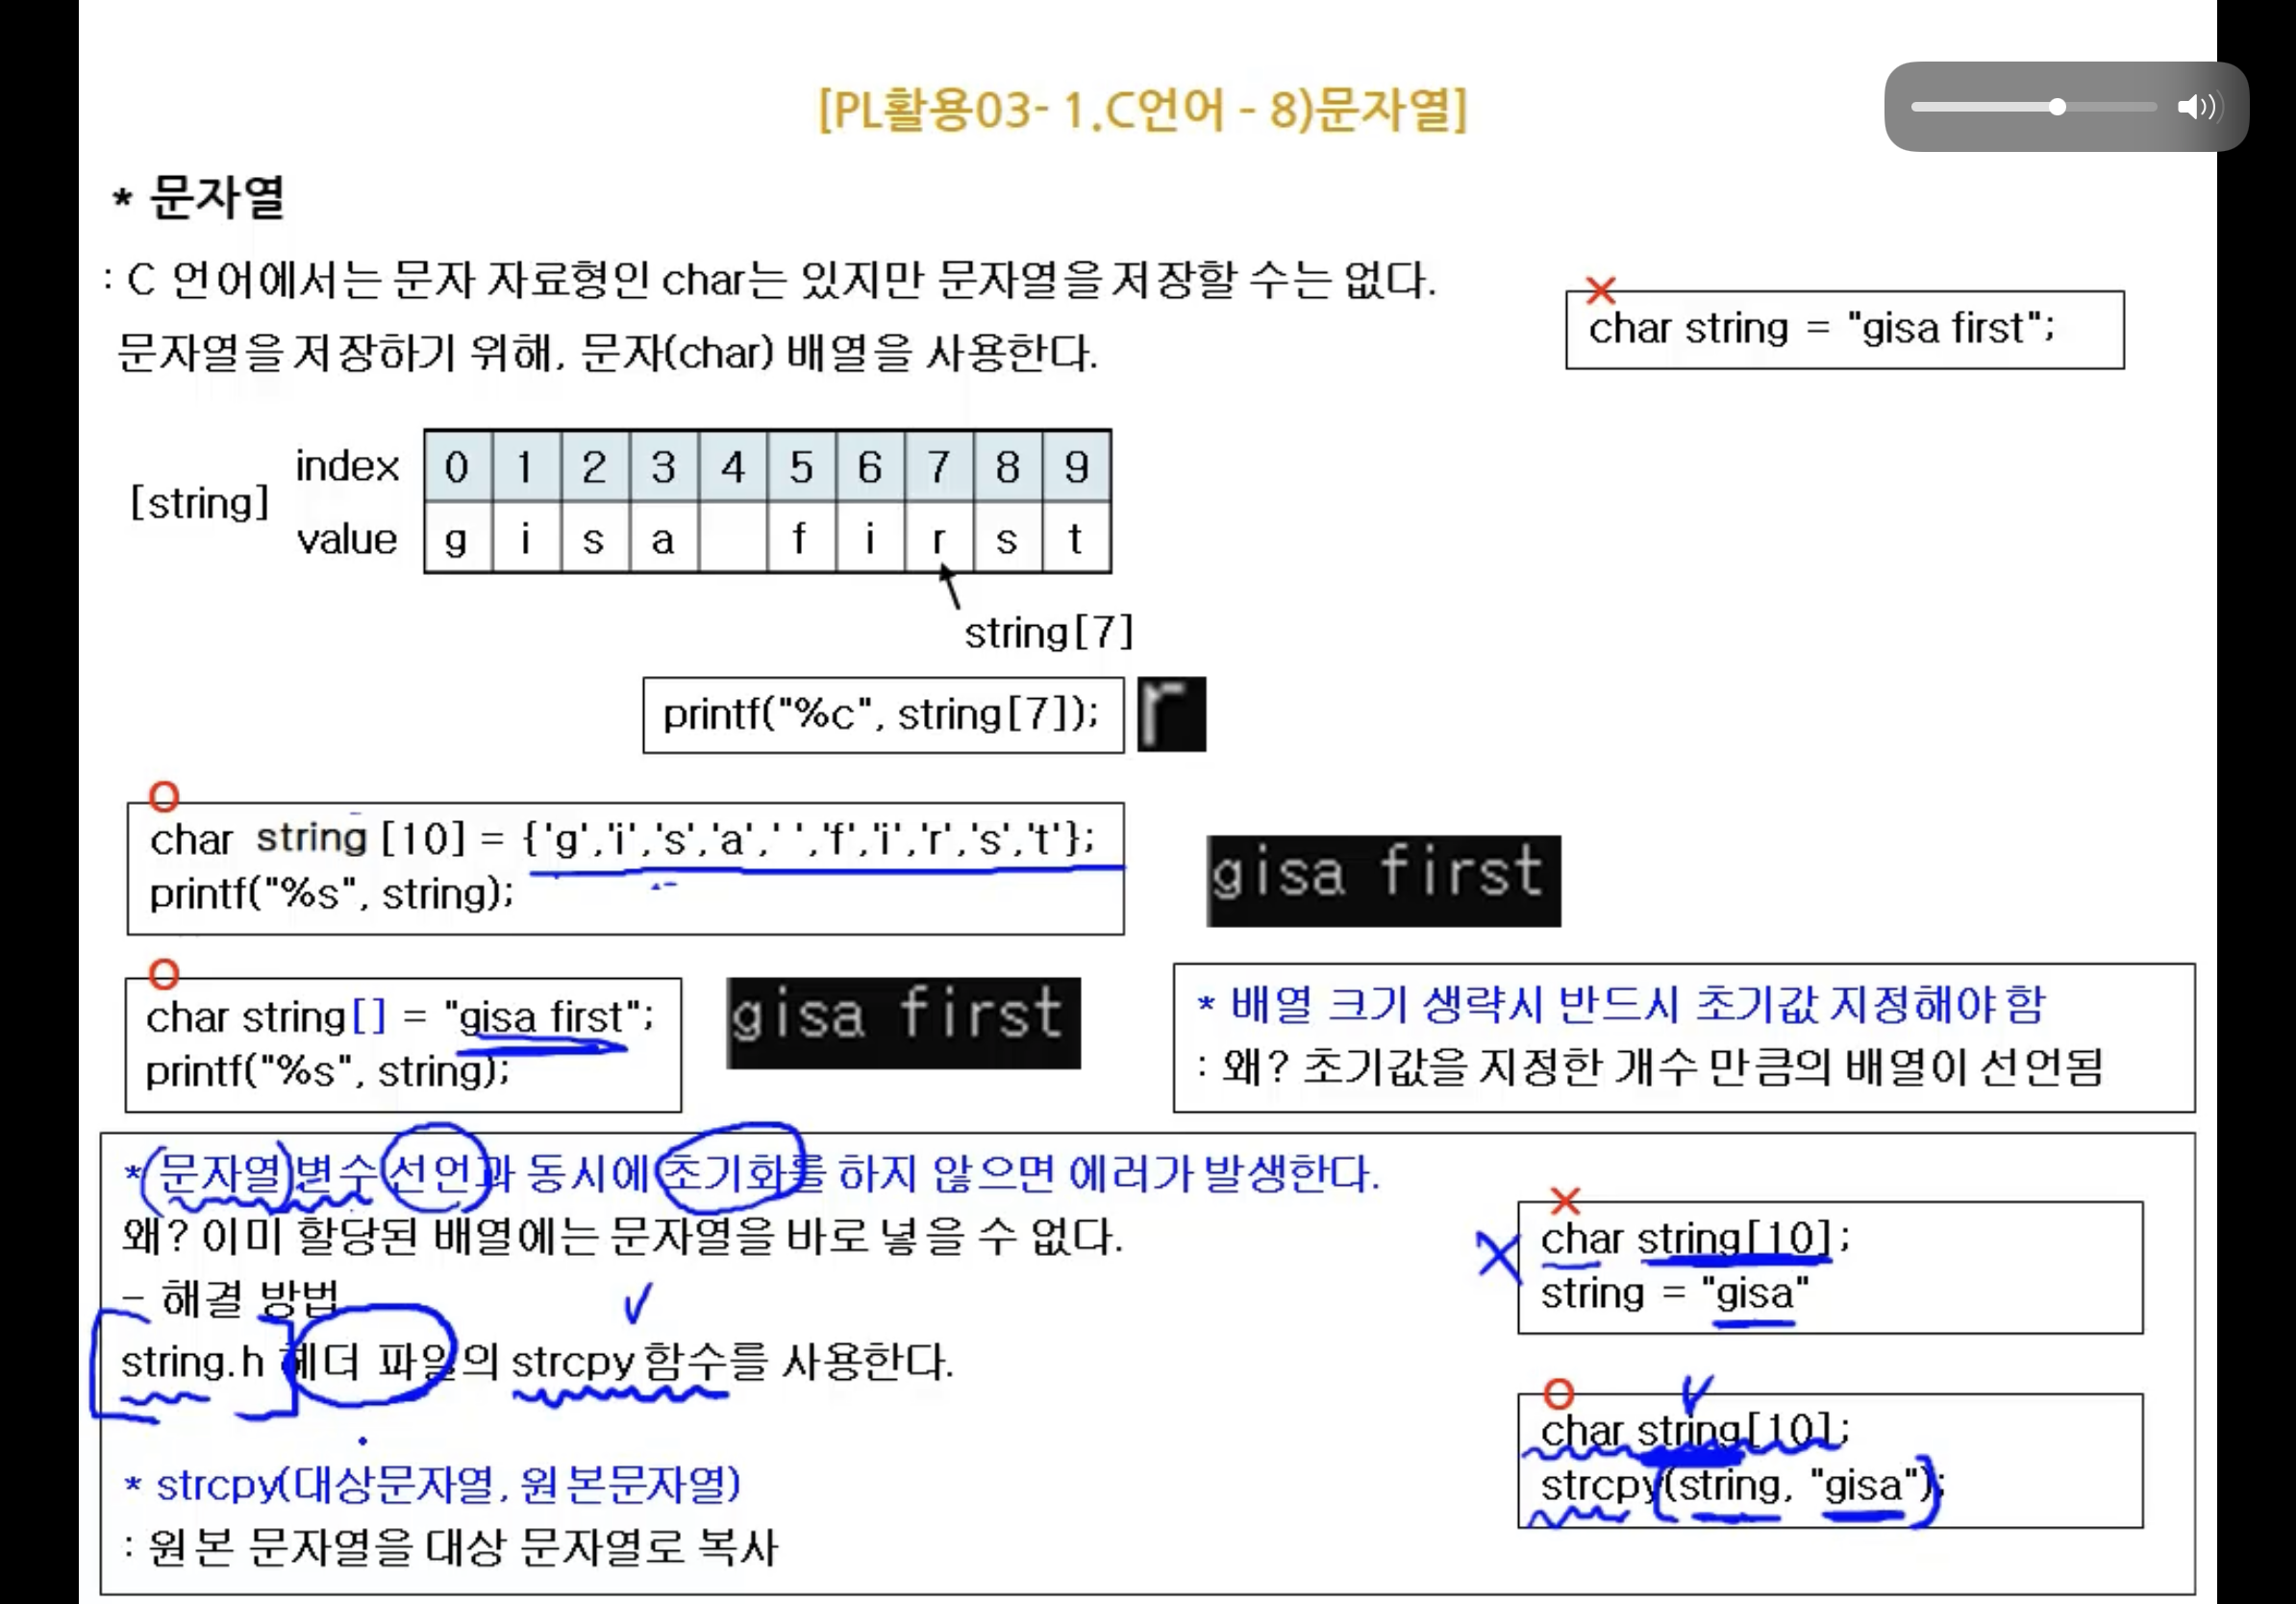 [PL활용03- 1.C언어 - 8)문자열]
* 문자열
: C 언어에서는 문자 자료형인 char는 있지만 문자열을 저장할 수는 없다.
문자열을 저장하기 위해, 문자(char) 배열을 사용한다.
char string = "gisa first";
[string]
index 0 1 2 3 4 5 6 7 8 9
value g i s a f i r s t
string[7]
printf("%c", string[7]);
r
char string [10] = {'g','i','s','a',' ','f','i','r','s','t'};
printf("%s", string);
gisa first
char string[] = "gisa first";
printf("%s", string);
gisa first
* 배열 크기 생략시 반드시 초기값 지정해야 함
: 왜? 초기값을 지정한 개수 만큼의 배열이 선언됨
* 문자열 변수 선언과 동시에 초기화를 하지 않으면 에러가 발생한다.
왜? 이미 할당된 배열에는 문자열을 바로 넣을 수 없다.
- 해결 방법
string.h 헤더 파일의 strcpy 함수를 사용한다.
* strcpy(대상문자열, 원본문자열)
: 원본 문자열을 대상 문자열로 복사
char string[10];
string = "gisa"
char string[10];
strcpy(string, "gisa");